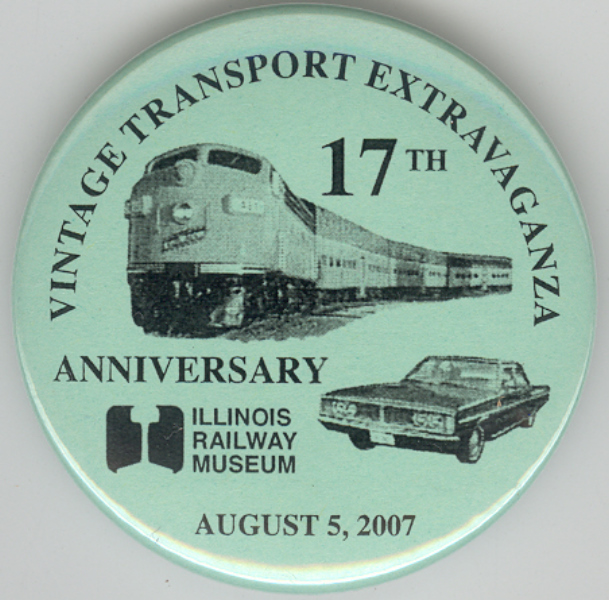 VINTAGE TRANSPORT EXTRAVAGANZA
17TH
ANNIVERSARY
ILLINOIS
RAILWAY
MUSEUM
AUGUST 5, 2007